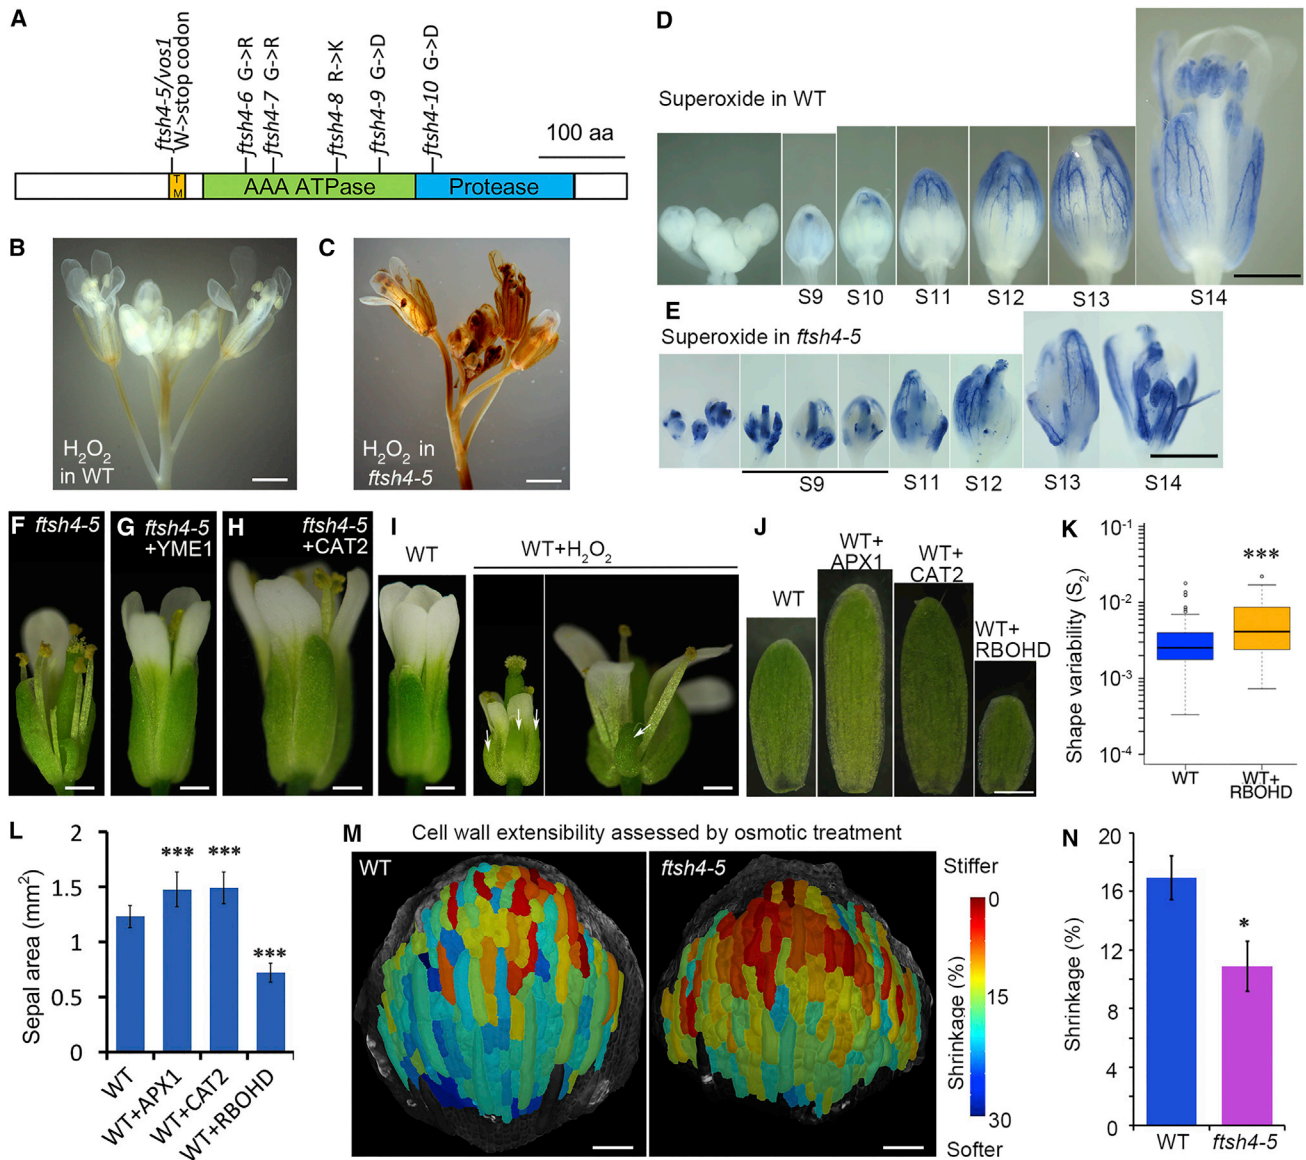 A
ftsh4-5/vos1
W->stop codon
ftsh4-6 G->R
ftsh4-7 G->R
ftsh4-8 R->K
ftsh4-9 G->D
ftsh4-10 G->D
100 aa
TM
AAA ATPase
Protease
B
H2O2
in WT
C
H2O2 in
ftsh4-5
D
Superoxide in WT
S9
S10
S11
S12
S13
S14
E
Superoxide in ftsh4-5
S9
S11
S12
S13
S14
F
ftsh4-5
G
ftsh4-5
+YME1
H
ftsh4-5
+CAT2
I
WT
WT+H2O2
J
WT
WT+
APX1
WT+
CAT2
WT+
RBOHD
K
Shape variability (S2)
10-1
10-2
10-3
10-4
***
WT
WT+
RBOHD
L
Sepal area (mm2)
2
1.5
1
0.5
0
***
***
***
WT
WT+APX1
WT+CAT2
WT+RBOHD
M
Cell wall extensibility assessed by osmotic treatment
WT
ftsh4-5
Stiffer
0
15
30
Shrinkage (%)
Softer
N
Shrinkage (%)
20
16
12
8
4
0
*
WT
ftsh4-5